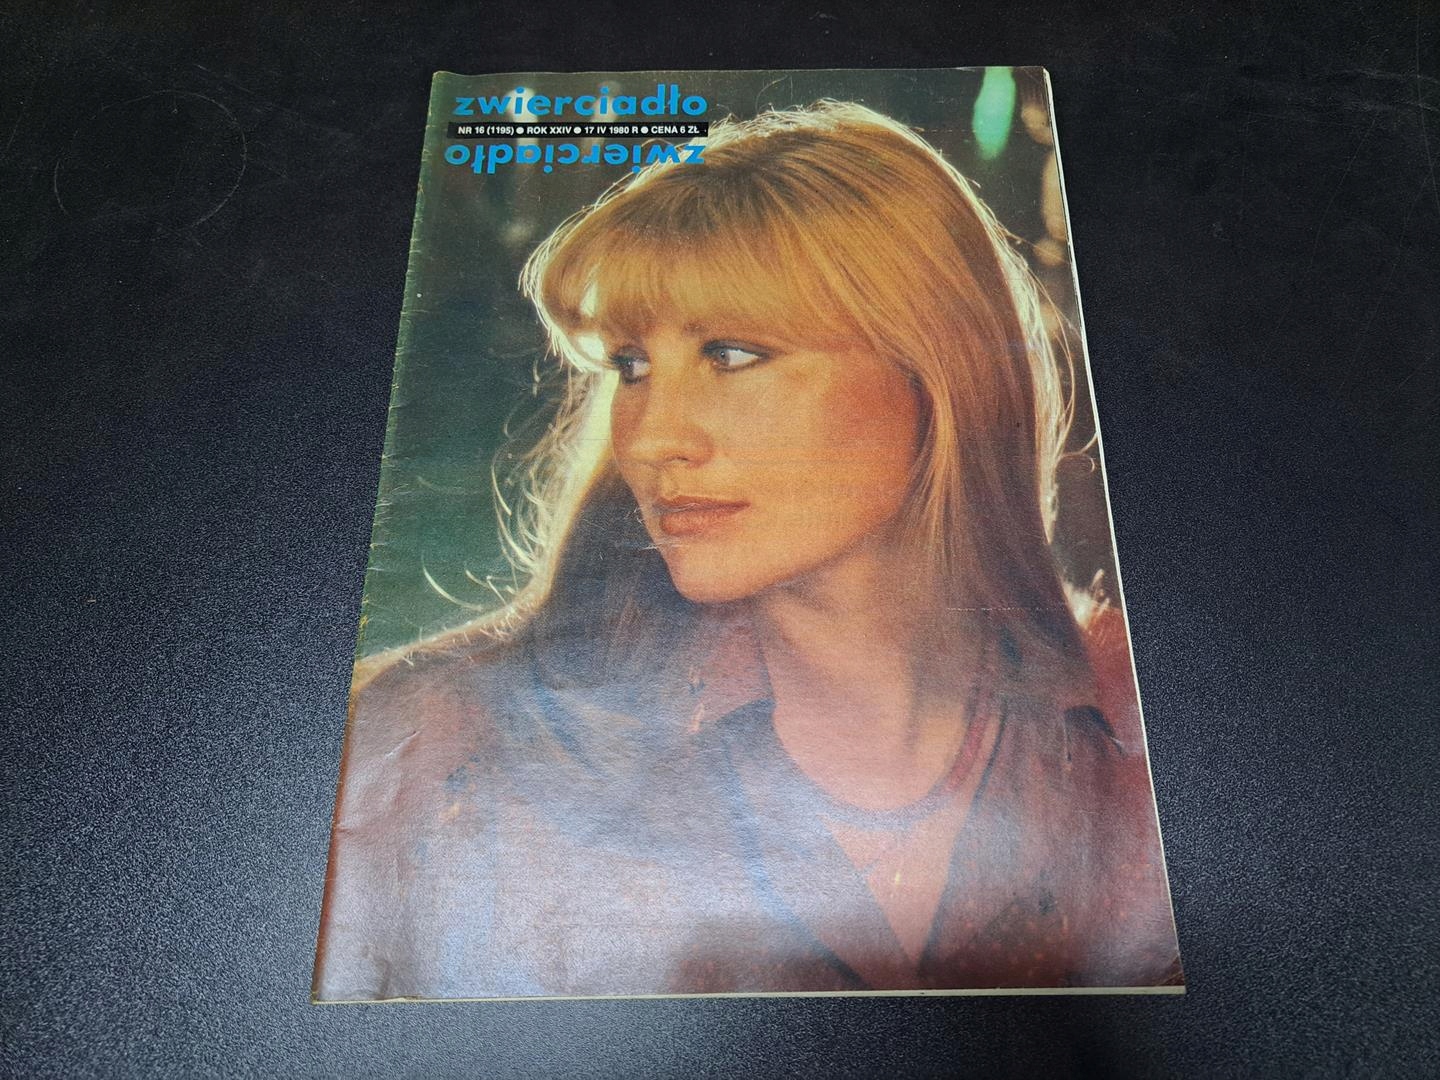 zwierciadło
NR 16 (1195) ● ROK XXIV ● 17 IV 1980 R ● CENA 6 ZŁ
zwierciadło